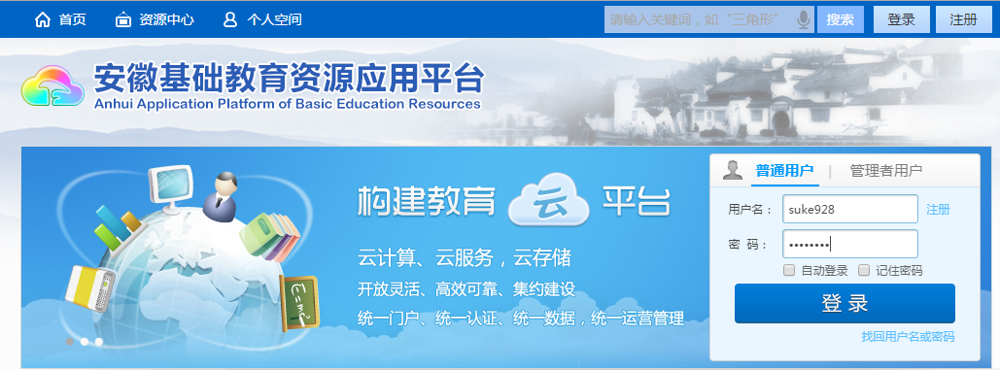 首页 资源中心 个人空间 请输入关键词，如“三角形” 搜索 登录 注册
安徽基础教育资源应用平台
Anhui Application Platform of Basic Education Resources
构建教育 云 平台
云计算、云服务，云存储
开放灵活、高效可靠、集约建设
统一门户、统一认证、统一数据，统一运营管理
普通用户 | 管理者用户
用户名： suke928 注册
密 码： ••••••••
自动登录 记住密码
登 录
找回用户名或密码